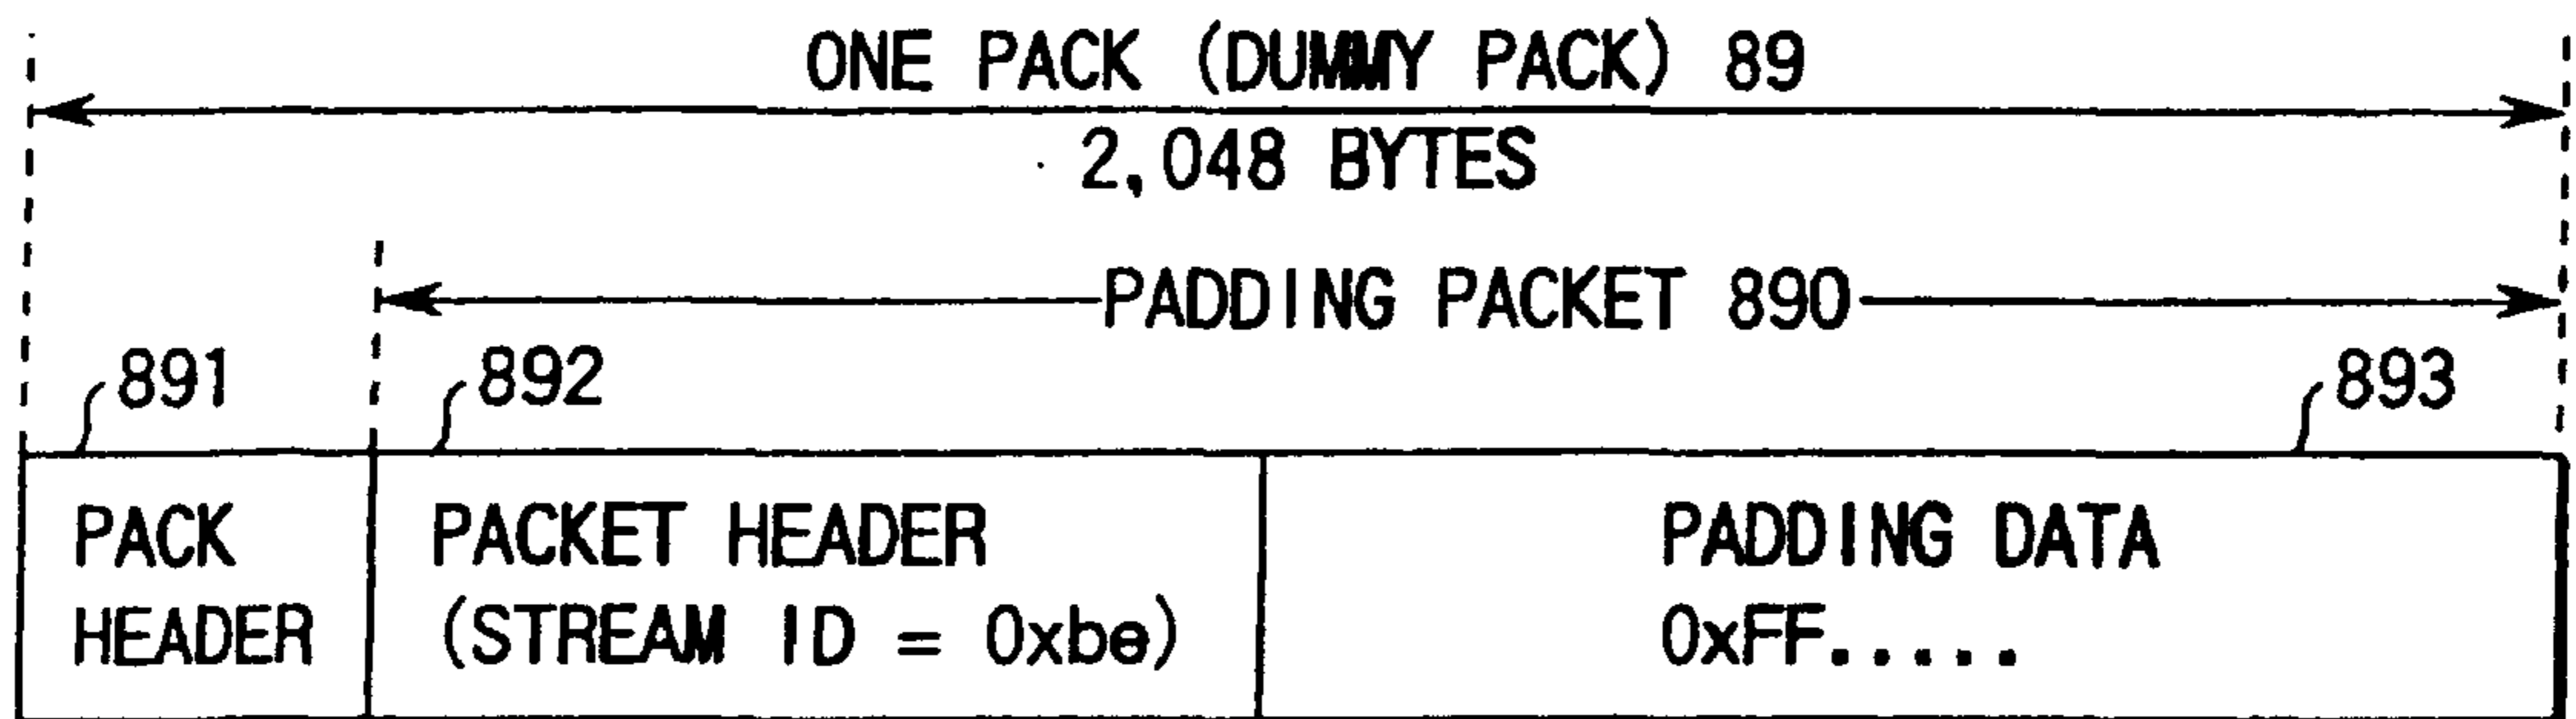 ONE PACK (DUMMY PACK) 89
2,048 BYTES
PADDING PACKET 890
891
892
893
PACK
HEADER
PACKET HEADER
(STREAM ID = 0xbe)
PADDING DATA
0xFF.....